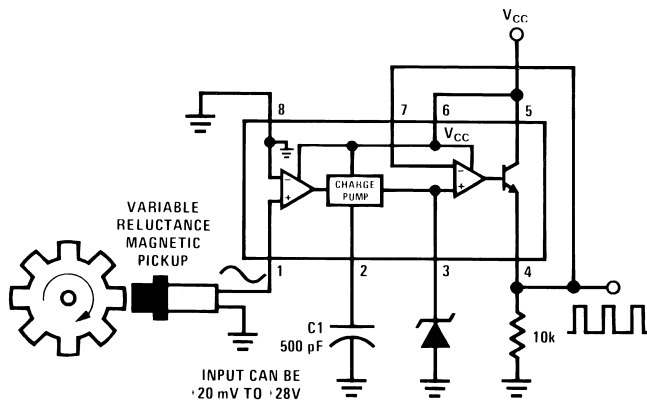 VCC
8
7
6
5
VCC
CHARGE
PUMP
VARIABLE
RELUCTANCE
MAGNETIC
PICKUP
1
2
3
4
C1
500 pF
10k
INPUT CAN BE
20 mV TO 28V